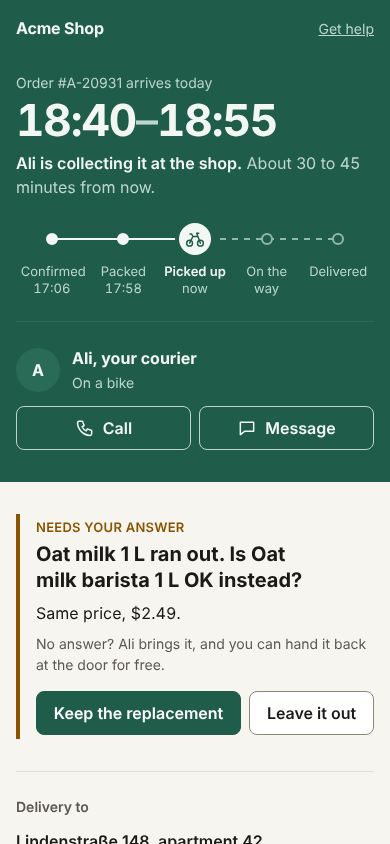 Acme Shop
Get help
Order #A-20931 arrives today
18:40–18:55
Ali is collecting it at the shop. About 30 to 45
minutes from now.
Confirmed
17:06
Packed
17:58
Picked up
now
On the
way
Delivered
A
Ali, your courier
On a bike
Call
Message
NEEDS YOUR ANSWER
Oat milk 1 L ran out. Is Oat
milk barista 1 L OK instead?
Same price, $2.49.
No answer? Ali brings it, and you can hand it back
at the door for free.
Keep the replacement
Leave it out
Delivery to
Lindenstraße 148, apartment 42